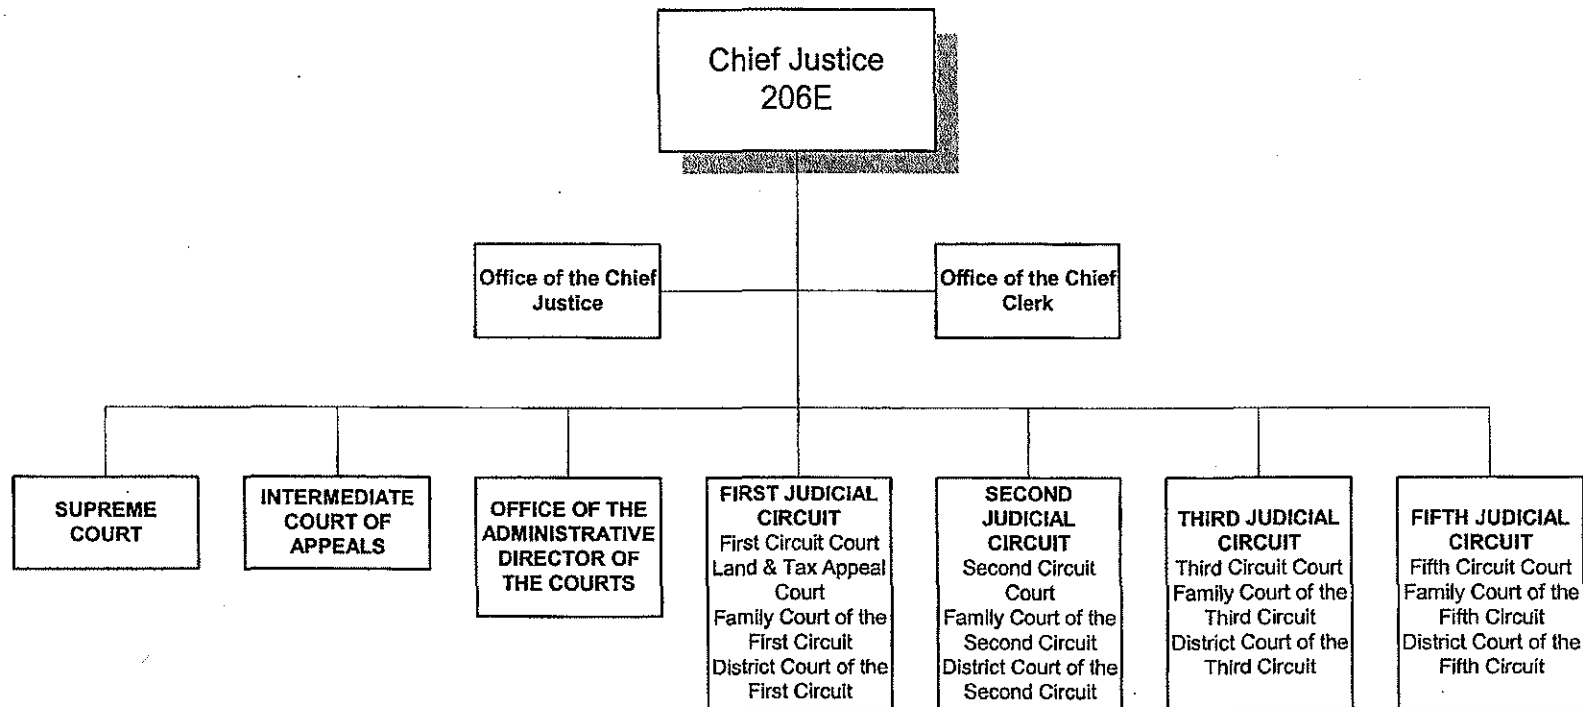 Chief Justice
206E
Office of the Chief
Justice
Office of the Chief
Clerk
SUPREME
COURT
INTERMEDIATE
COURT OF
APPEALS
OFFICE OF THE
ADMINISTRATIVE
DIRECTOR OF
THE COURTS
FIRST JUDICIAL
CIRCUIT
First Circuit Court
Land & Tax Appeal
Court
Family Court of the
First Circuit
District Court of the
First Circuit
SECOND
JUDICIAL
CIRCUIT
Second Circuit
Court
Family Court of the
Second Circuit
District Court of the
Second Circuit
THIRD JUDICIAL
CIRCUIT
Third Circuit Court
Family Court of the
Third Circuit
District Court of the
Third Circuit
FIFTH JUDICIAL
CIRCUIT
Fifth Circuit Court
Family Court of the
Fifth Circuit
District Court of the
Fifth Circuit